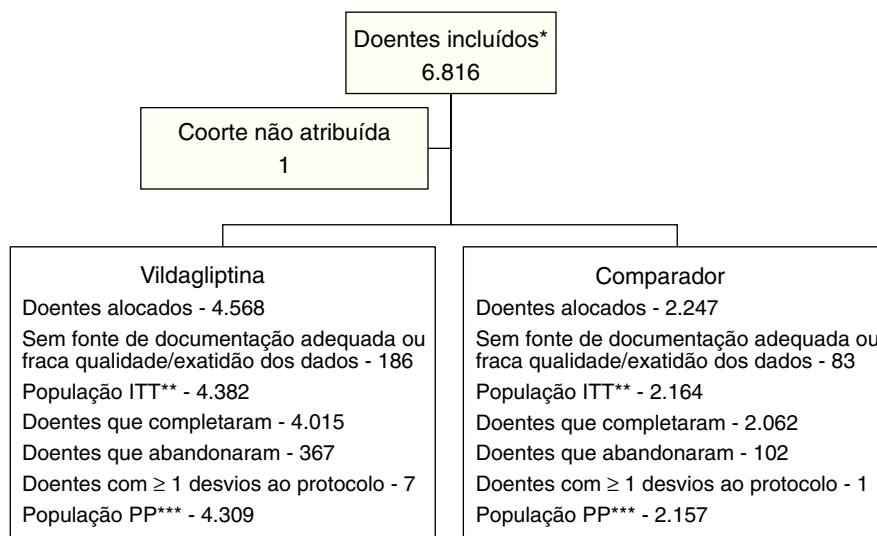 Doentes incluídos*
6.816
Coorte não atribuída
1
Vildagliptina
Doentes alocados - 4.568
Sem fonte de documentação adequada ou
fraca qualidade/exatidão dos dados - 186
População ITT** - 4.382
Doentes que completaram - 4.015
Doentes que abandonaram - 367
Doentes com ≥ 1 desvios ao protocolo - 7
População PP*** - 4.309
Comparador
Doentes alocados - 2.247
Sem fonte de documentação adequada ou
fraca qualidade/exatidão dos dados - 83
População ITT** - 2.164
Doentes que completaram - 2.062
Doentes que abandonaram - 102
Doentes com ≥ 1 desvios ao protocolo - 1
População PP*** - 2.157